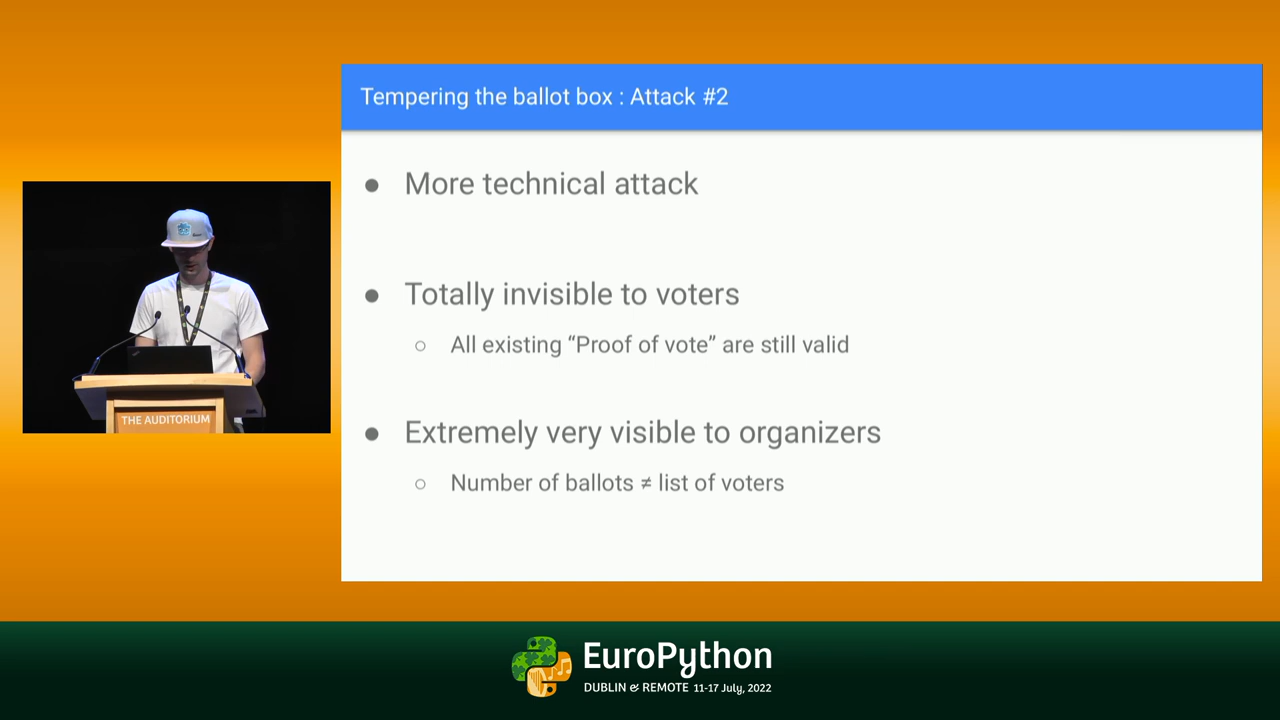 Tempering the ballot box : Attack #2
● More technical attack
● Totally invisible to voters
○ All existing “Proof of vote” are still valid
● Extremely very visible to organizers
○ Number of ballots ≠ list of voters
THE AUDITORIUM
EuroPython
DUBLIN & REMOTE 11-17 July, 2022